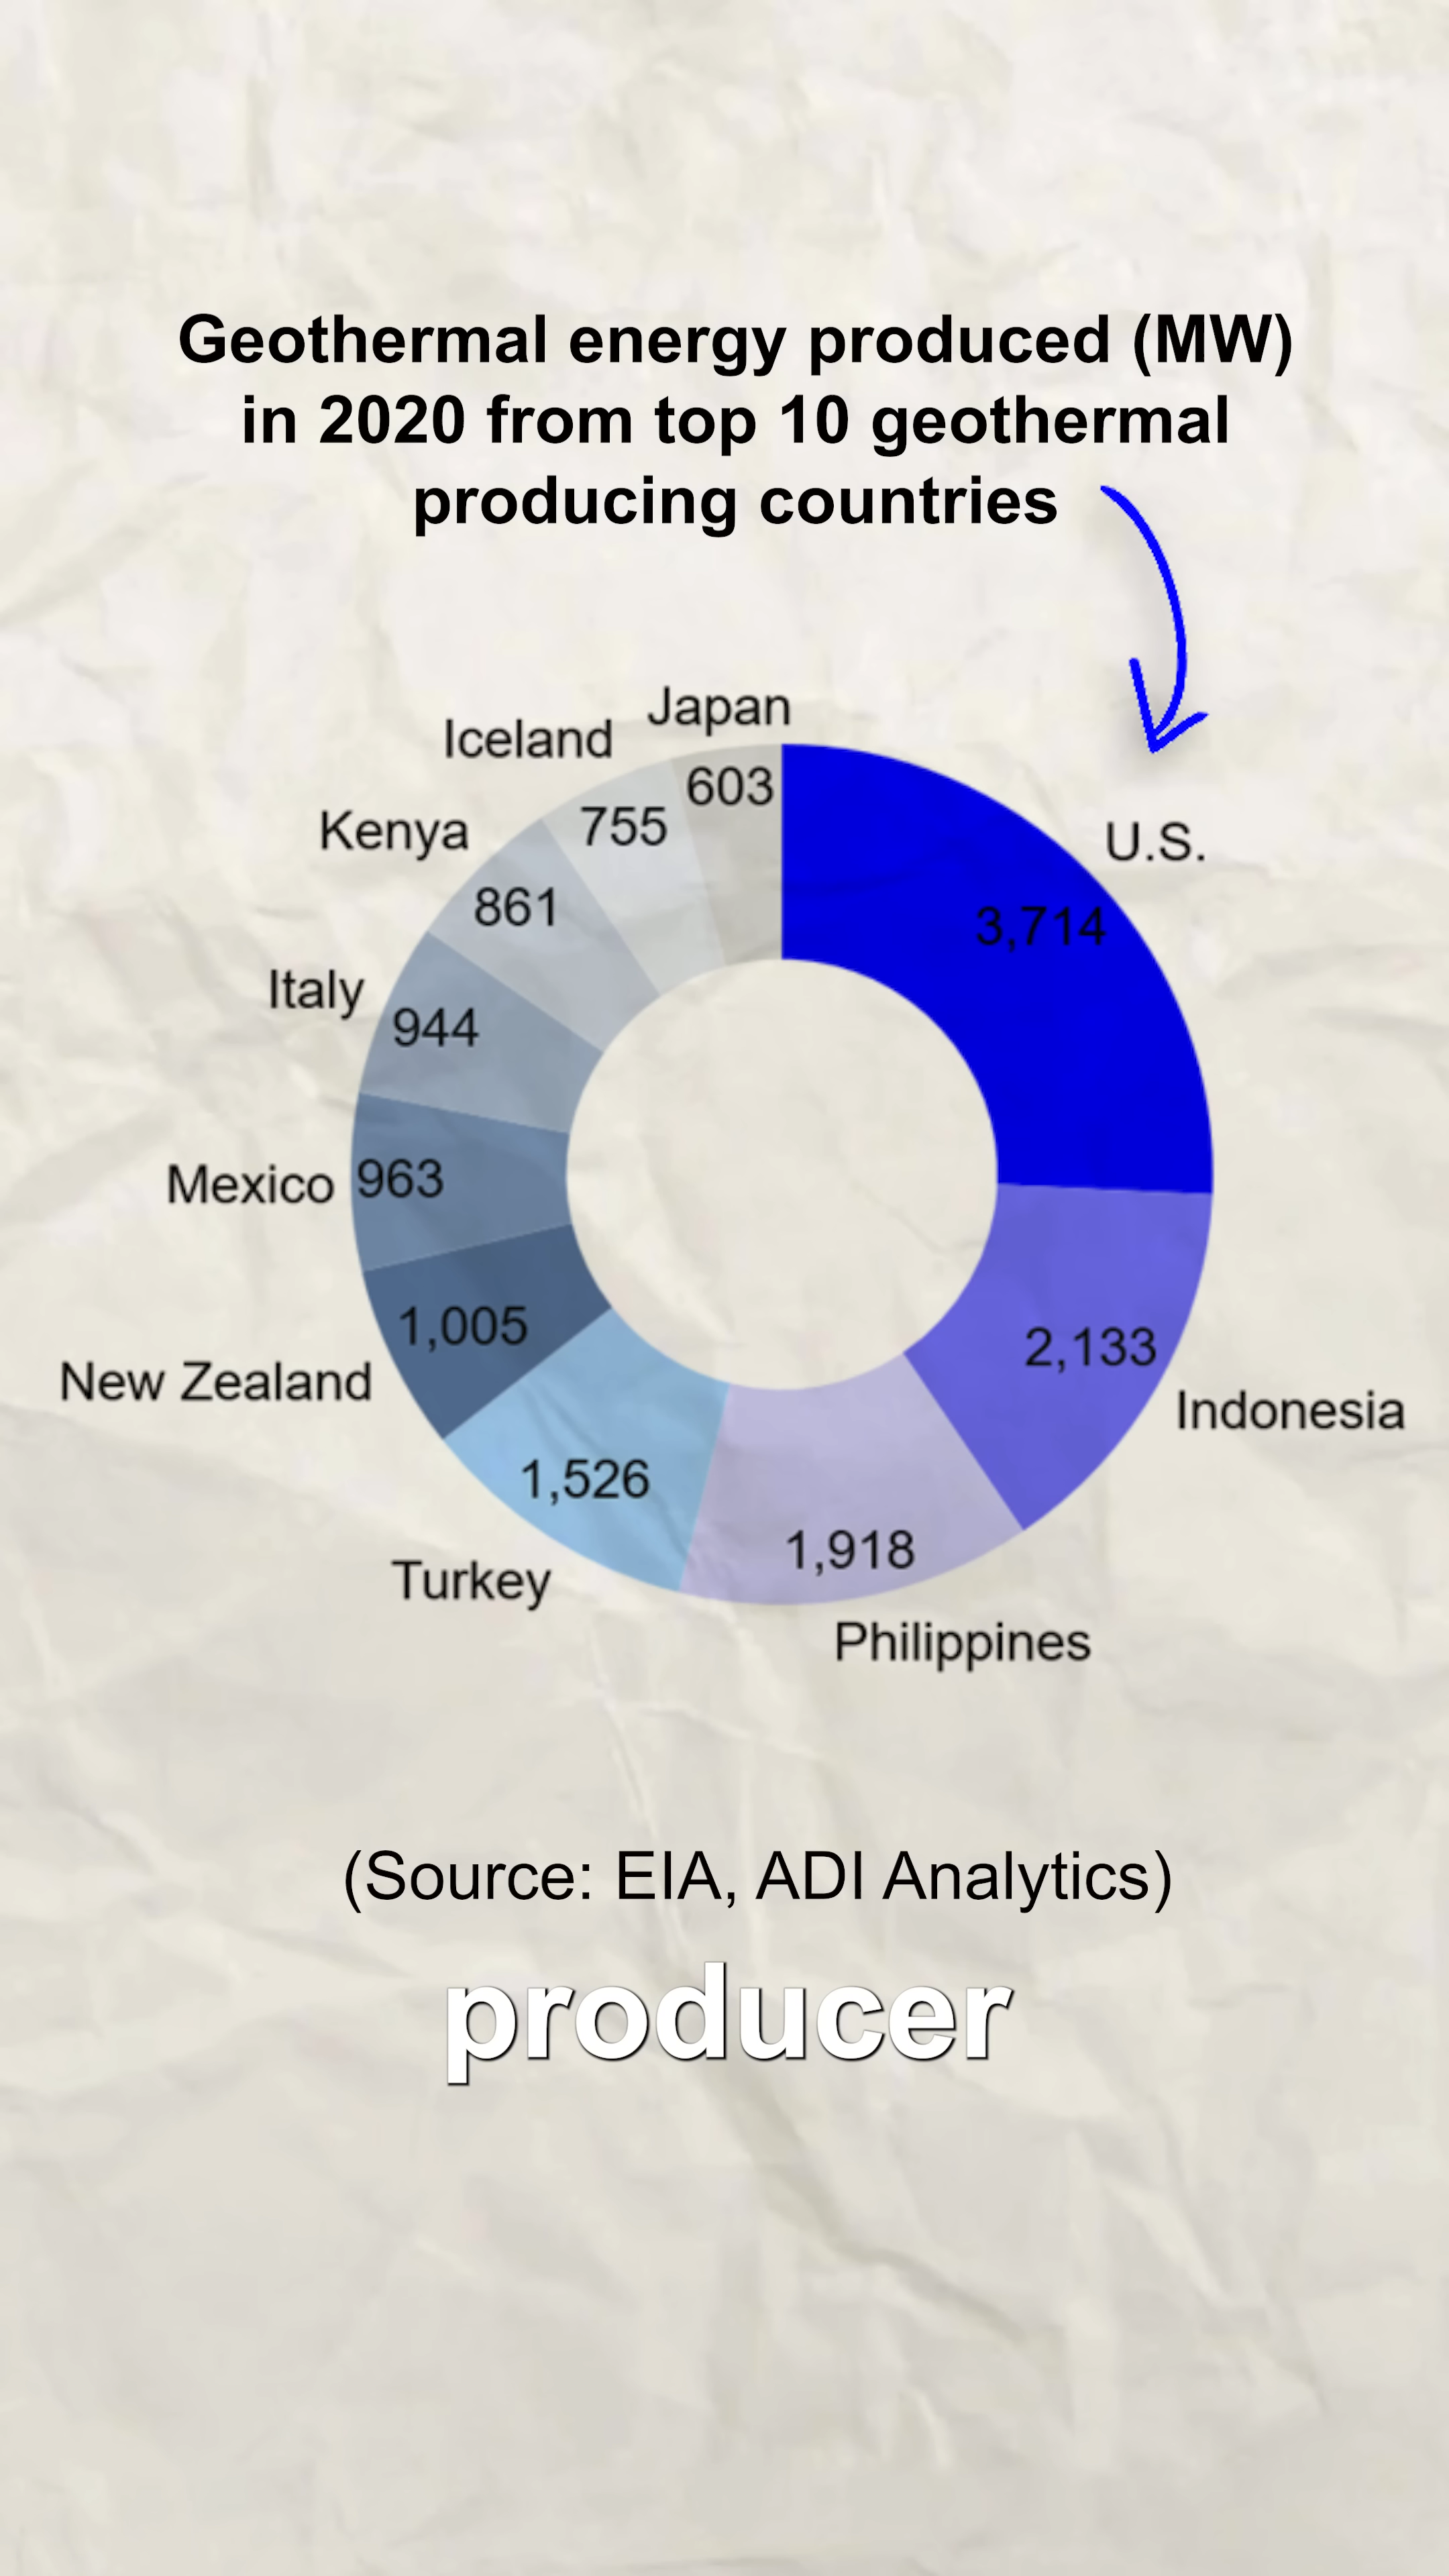 Geothermal energy produced (MW)
in 2020 from top 10 geothermal
producing countries
Japan
603
Iceland
755
Kenya
861
U.S.
3,714
Italy
944
Mexico
963
New Zealand
1,005
2,133
Indonesia
Turkey
1,526
1,918
Philippines
(Source: EIA, ADI Analytics)
producer